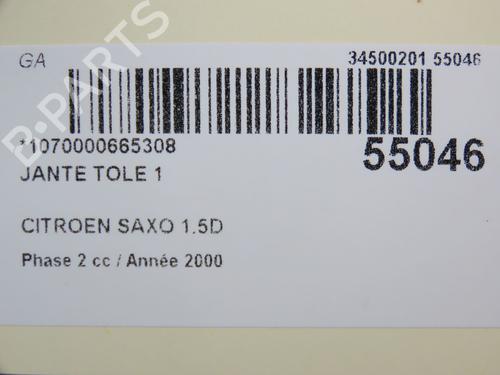 GA 34500201 55046
*1070000665308
55046
JANTE TOLE 1
CITROEN SAXO 1.5D
Phase 2 cc / Année 2000
B-PARTS